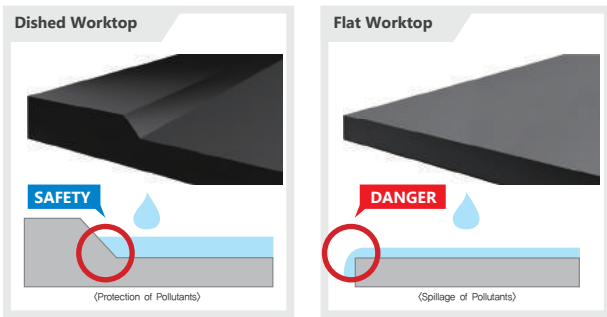 Dished Worktop
SAFETY
〈Protection of Pollutants〉
Flat Worktop
DANGER
〈Spillage of Pollutants〉